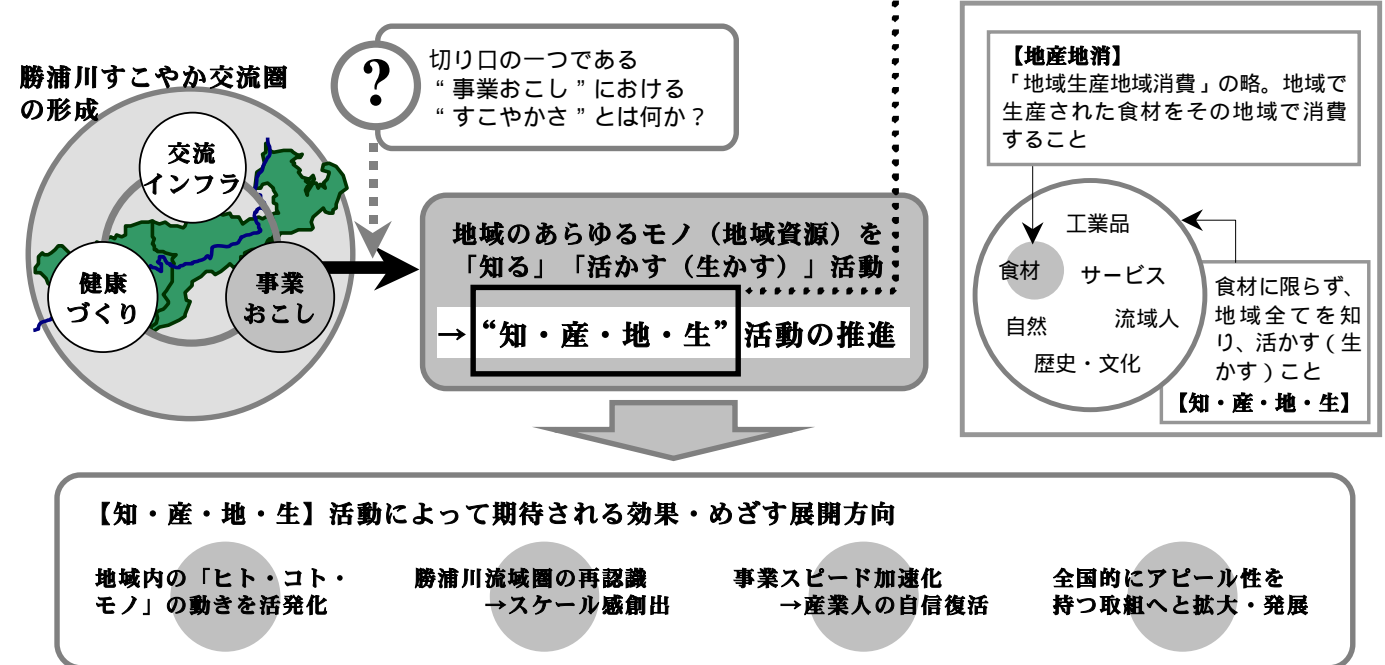 勝浦川すこやか交流圏
の形成
交流
インフラ
健康
づくり
事業
おこし
?
切り口の一つである
“事業おこし”における
“すこやかさ”とは何か?
地域のあらゆるモノ(地域資源)を
「知る」「活かす(生かす)」活動
→“知・産・地・生”活動の推進
【地産地消】
「地域生産地域消費」の略。地域で
生産された食材をその地域で消費
すること
工業品
食材
サービス
自然
流域人
歴史・文化
食材に限らず、
地域全てを知
り、活かす(生
かす)こと
【知・産・地・生】
【知・産・地・生】活動によって期待される効果・めざす展開方向
地域内の「ヒト・コト・
モノ」の動きを活発化
勝浦川流域圏の再認識
→スケール感創出
事業スピード加速化
→産業人の自信復活
全国的にアピール性を
持つ取組へと拡大・発展